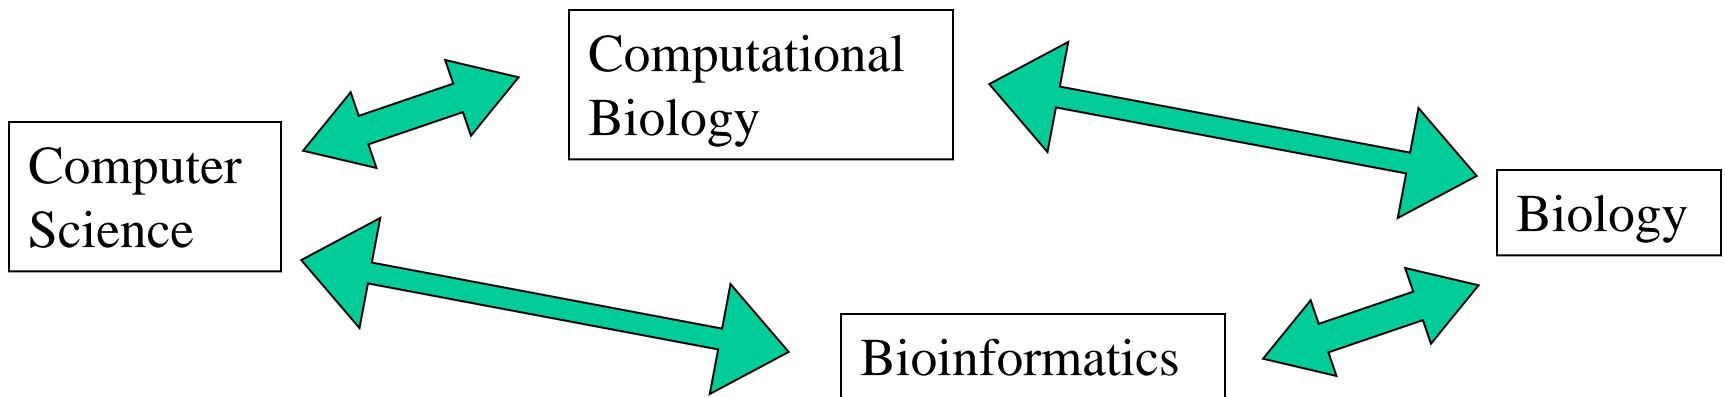 Computational
Biology
Computer
Science
Biology
Bioinformatics